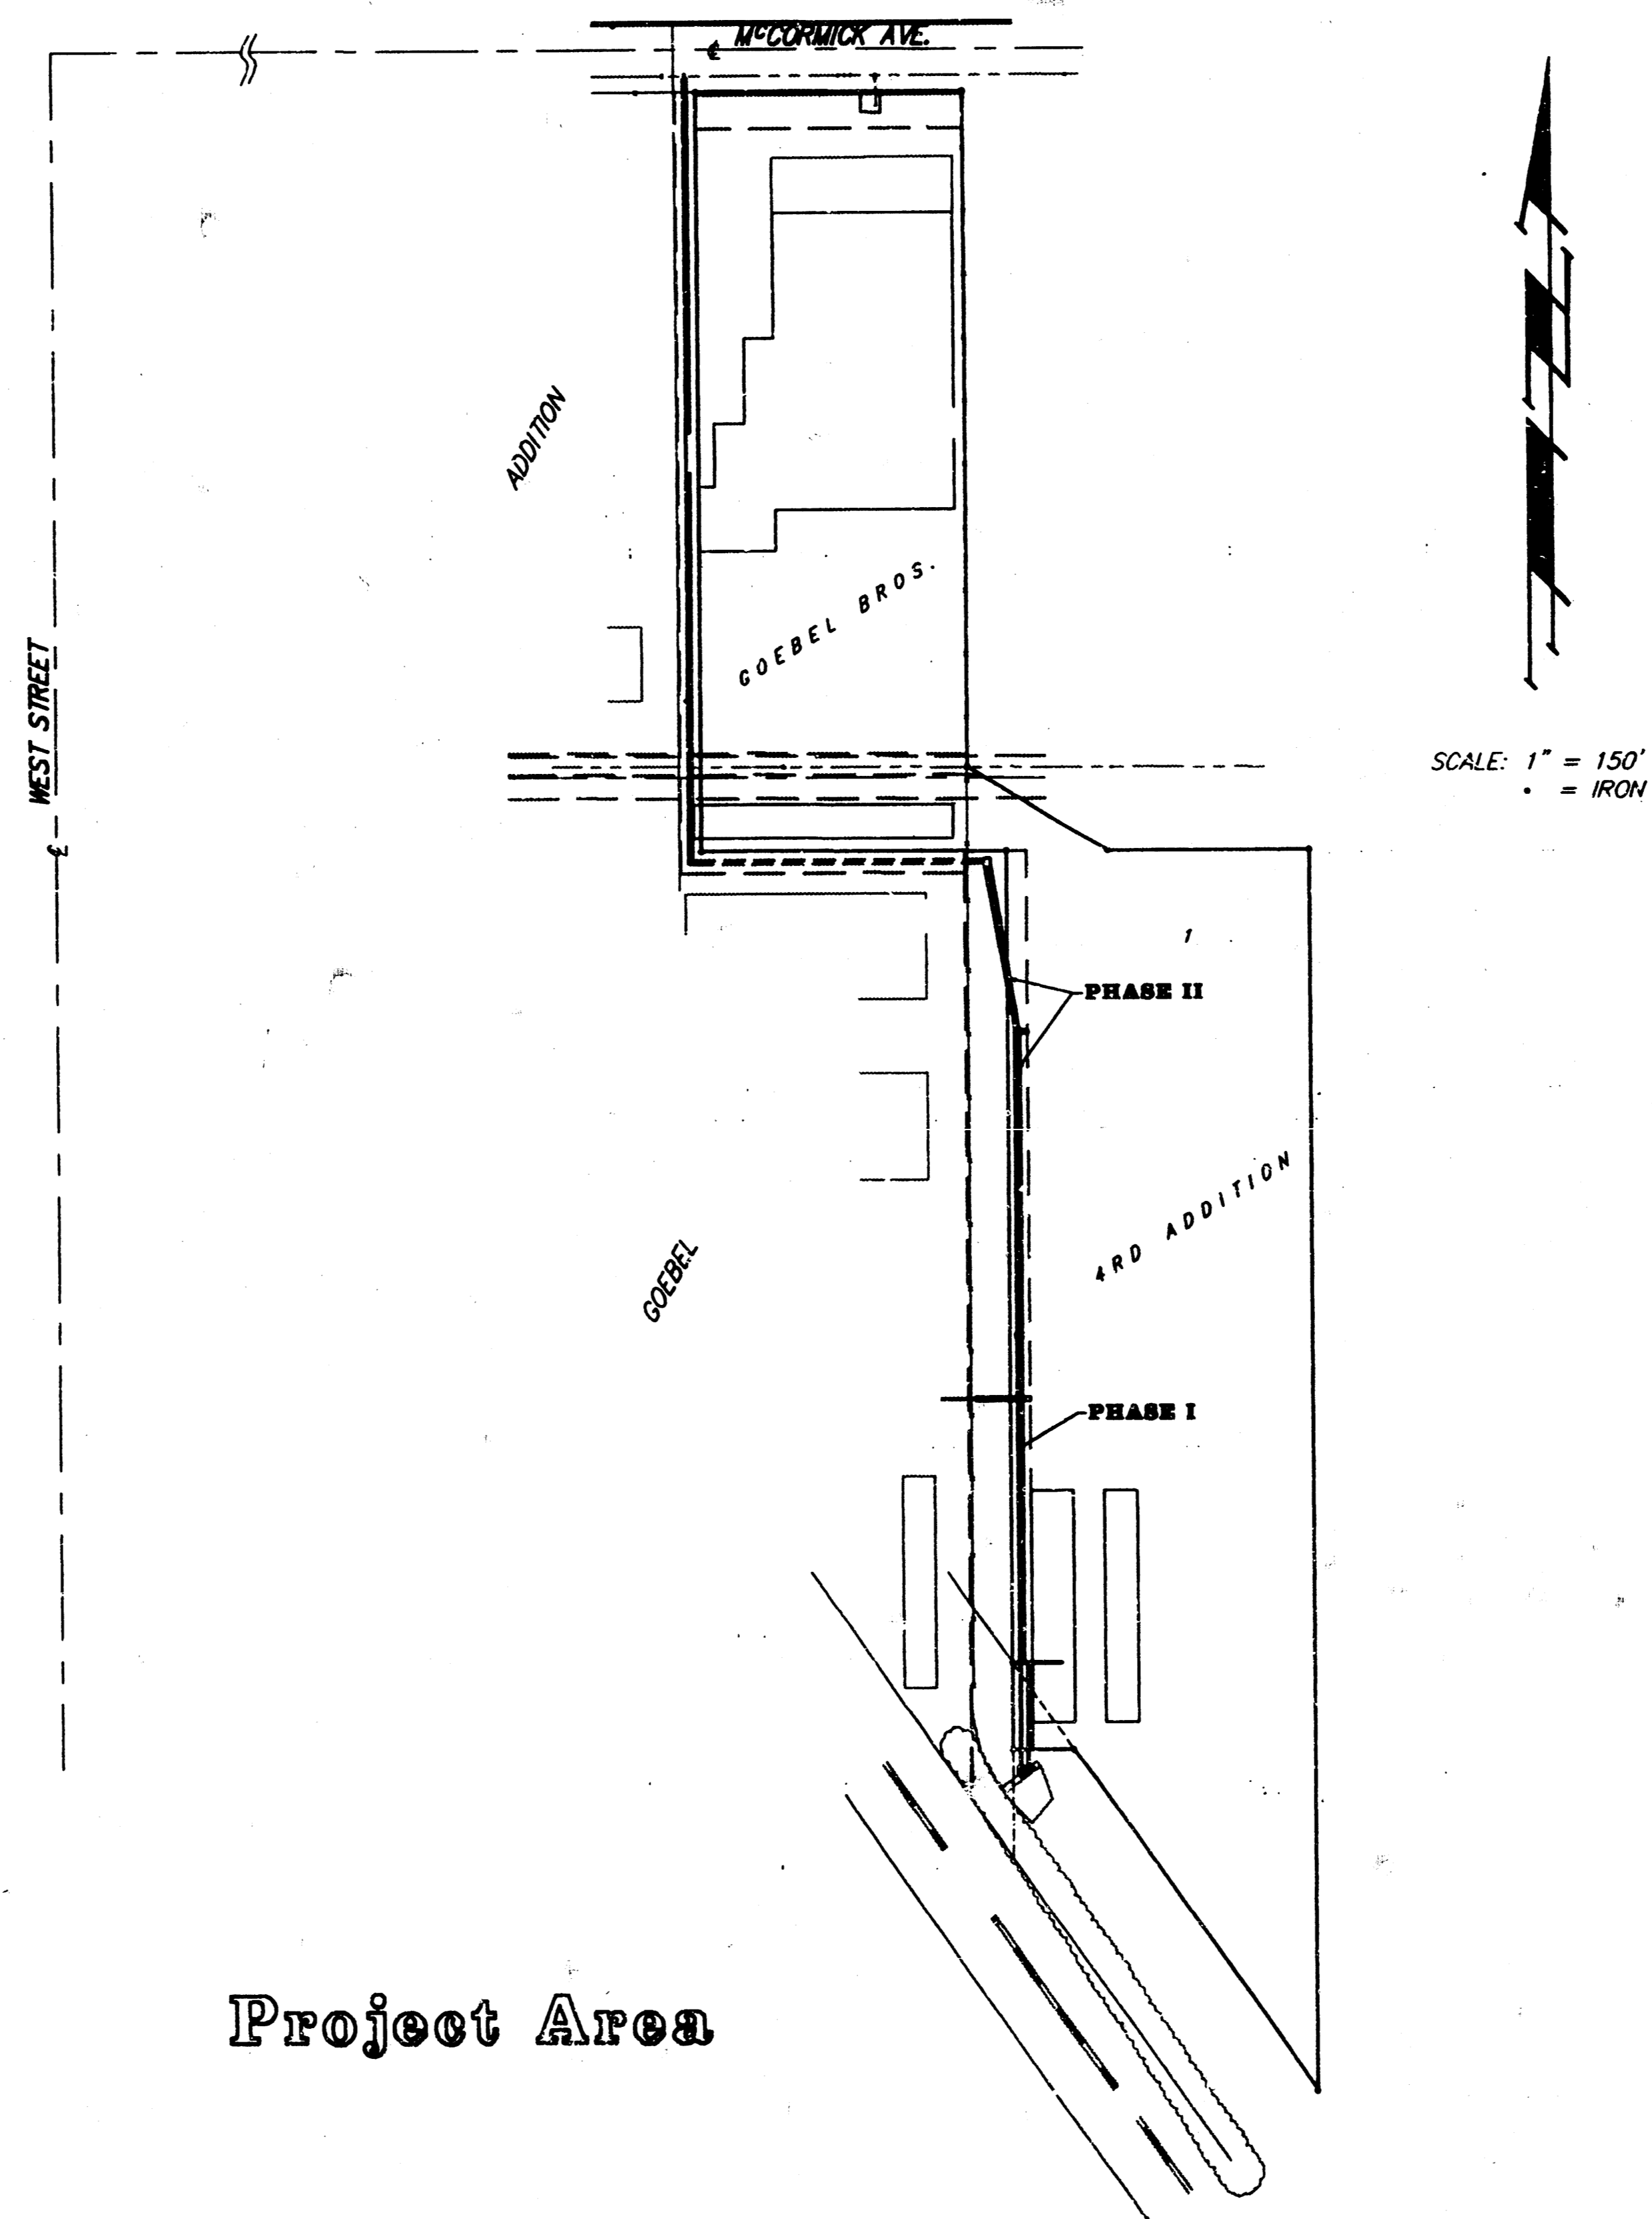 McCORMICK AVE.
ADDITION
GOEBEL BROS.
WEST STREET
SCALE: 1" = 150'
• = IRON
1
PHASE II
4RD ADDITION
GOEBEL
PHASE I
Project Area